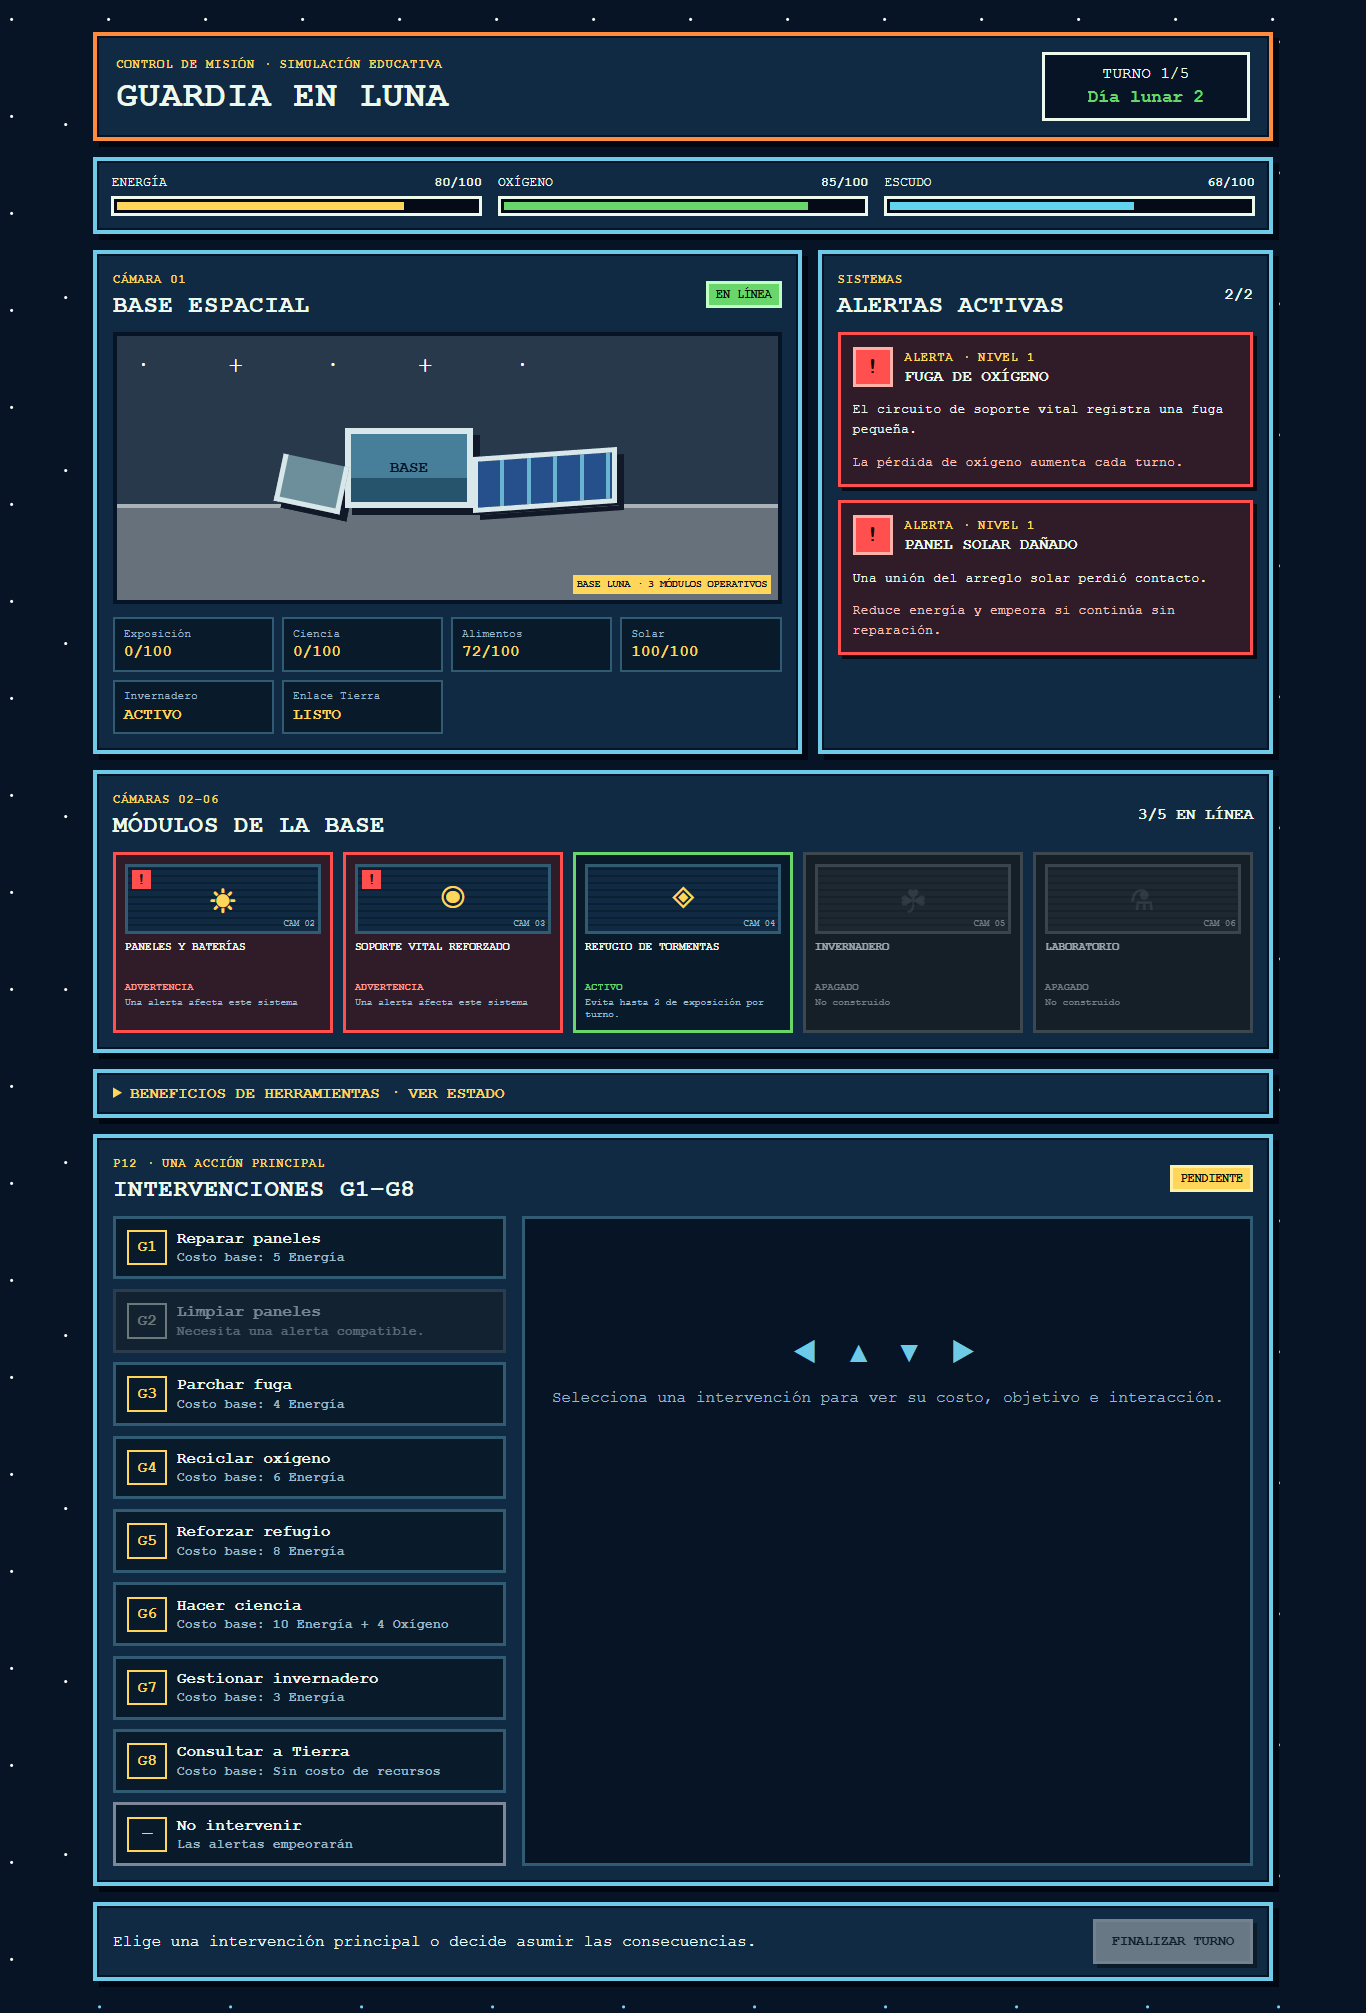 CONTROL DE MISIÓN · SIMULACIÓN EDUCATIVA
GUARDIA EN LUNA
TURNO 1/5
Día lunar 2
ENERGÍA 80/100
OXÍGENO 85/100
ESCUDO 68/100
CÁMARA 01
BASE ESPACIAL
EN LÍNEA
BASE
BASE LUNA · 3 MÓDULOS OPERATIVOS
Exposición
0/100
Ciencia
0/100
Alimentos
72/100
Solar
100/100
Invernadero
ACTIVO
Enlace Tierra
LISTO
SISTEMAS
ALERTAS ACTIVAS
2/2
!
ALERTA · NIVEL 1
FUGA DE OXÍGENO
El circuito de soporte vital registra una fuga
pequeña.
La pérdida de oxígeno aumenta cada turno.
!
ALERTA · NIVEL 1
PANEL SOLAR DAÑADO
Una unión del arreglo solar perdió contacto.
Reduce energía y empeora si continúa sin
reparación.
CÁMARAS 02–06
MÓDULOS DE LA BASE
3/5 EN LÍNEA
!
CAM 02
PANELES Y BATERÍAS
ADVERTENCIA
Una alerta afecta este sistema
!
CAM 03
SOPORTE VITAL REFORZADO
ADVERTENCIA
Una alerta afecta este sistema
CAM 04
REFUGIO DE TORMENTAS
ACTIVO
Evita hasta 2 de exposición por
turno.
CAM 05
INVERNADERO
APAGADO
No construido
CAM 06
LABORATORIO
APAGADO
No construido
▶ BENEFICIOS DE HERRAMIENTAS · VER ESTADO
P12 · UNA ACCIÓN PRINCIPAL
INTERVENCIONES G1–G8
PENDIENTE
G1
Reparar paneles
Costo base: 5 Energía
G2
Limpiar paneles
Necesita una alerta compatible.
G3
Parchar fuga
Costo base: 4 Energía
G4
Reciclar oxígeno
Costo base: 6 Energía
G5
Reforzar refugio
Costo base: 8 Energía
G6
Hacer ciencia
Costo base: 10 Energía + 4 Oxígeno
G7
Gestionar invernadero
Costo base: 3 Energía
G8
Consultar a Tierra
Costo base: Sin costo de recursos
—
No intervenir
Las alertas empeorarán
◀ ▲ ▼ ▶
Selecciona una intervención para ver su costo, objetivo e interacción.
Elige una intervención principal o decide asumir las consecuencias.
FINALIZAR TURNO